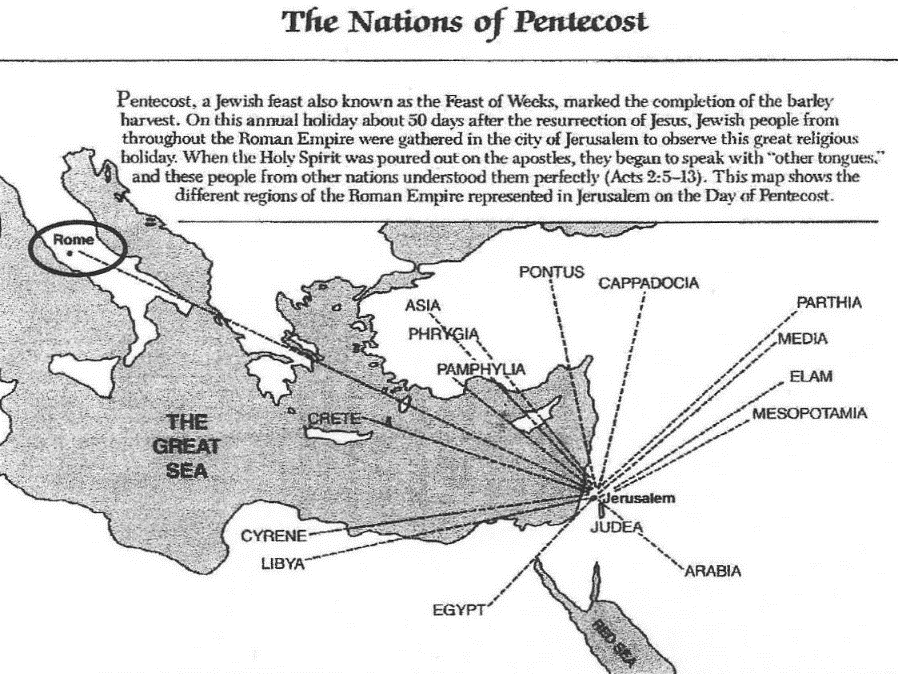 The Nations of Pentecost
Pentecost, a Jewish feast also known as the Feast of Weeks, marked the completion of the barley
harvest. On this annual holiday about 50 days after the resurrection of Jesus, Jewish people from
throughout the Roman Empire were gathered in the city of Jerusalem to observe this great religious
holiday. When the Holy Spirit was poured out on the apostles, they began to speak with "other tongues,"
and these people from other nations understood them perfectly (Acts 2:5–13). This map shows the
different regions of the Roman Empire represented in Jerusalem on the Day of Pentecost.
Rome
PONTUS
CAPPADOCIA
ASIA
PARTHIA
PHRYGIA
MEDIA
PAMPHYLIA
ELAM
CRETE
MESOPOTAMIA
THE
GREAT
SEA
Jerusalem
CYRENE
JUDEA
LIBYA
ARABIA
EGYPT
RED SEA